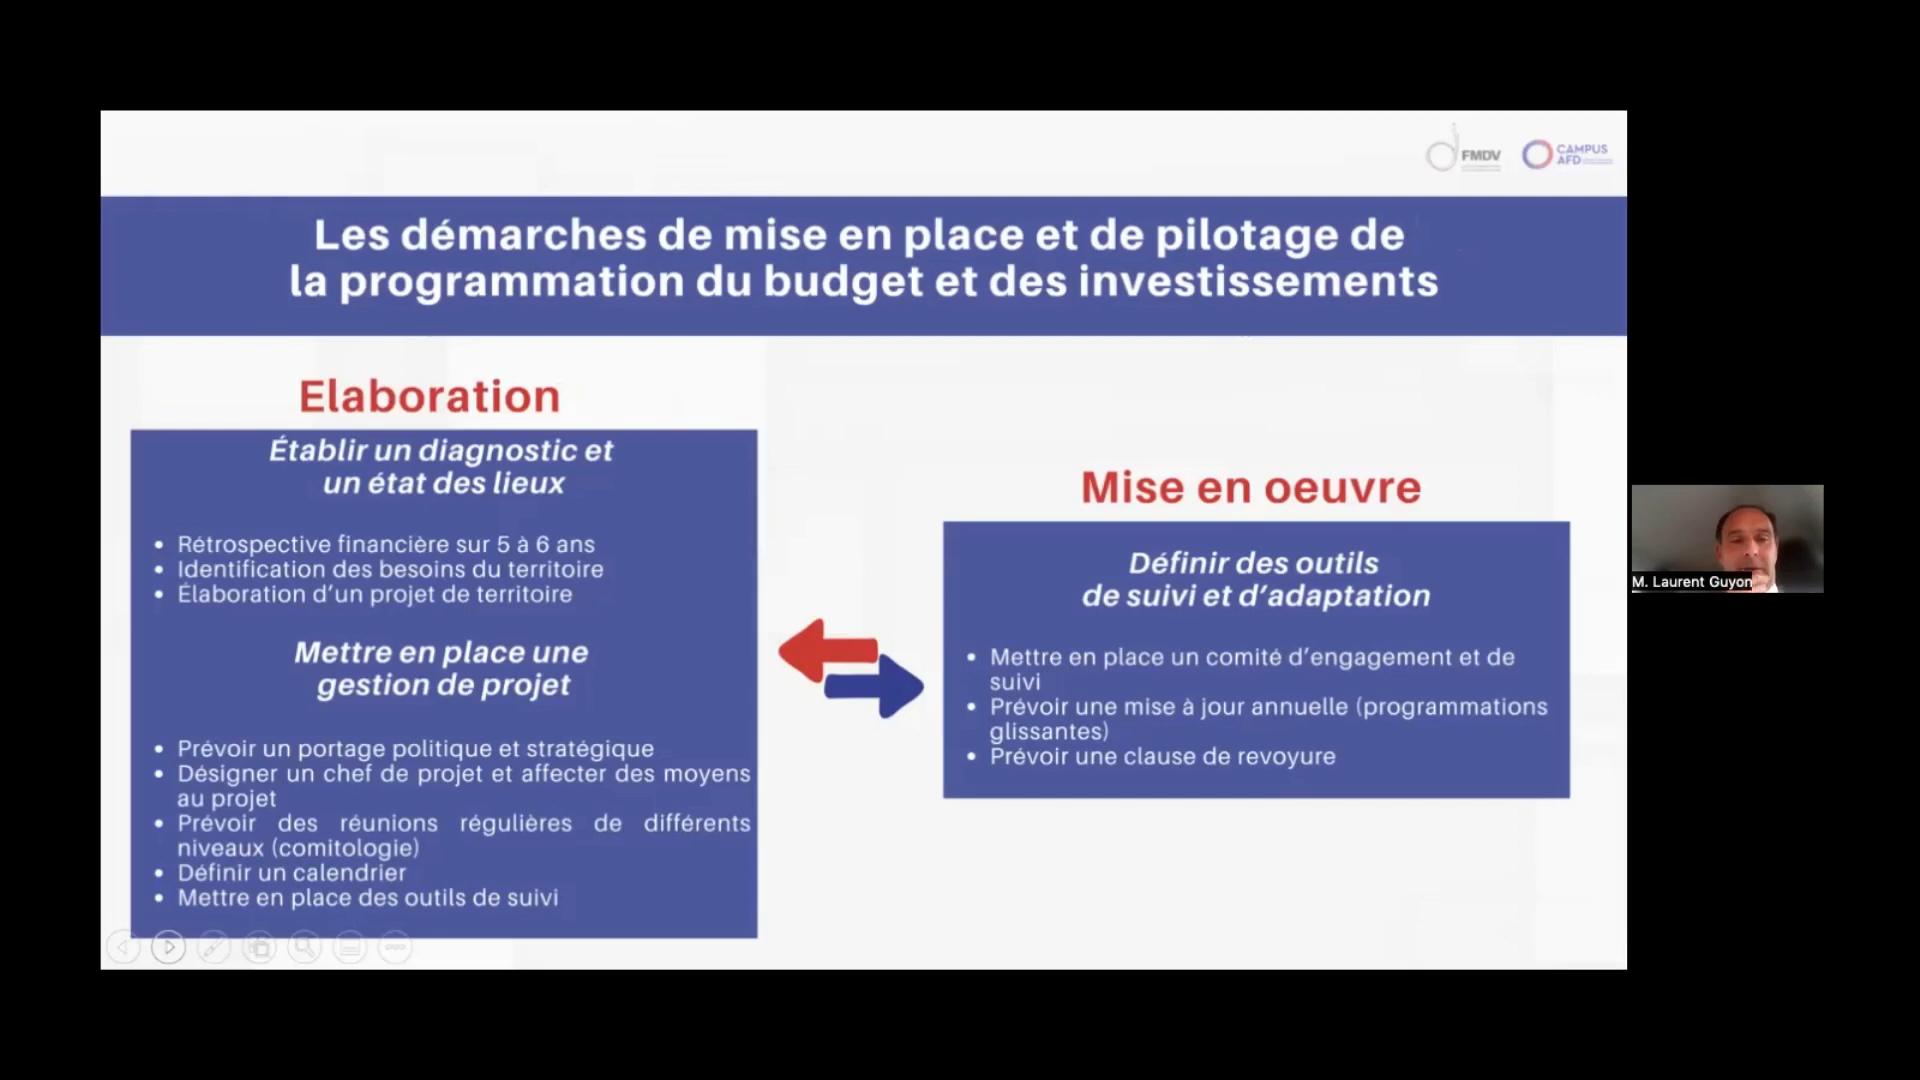 FMDV
CAMPUS
AFD
Les démarches de mise en place et de pilotage de
la programmation du budget et des investissements
Elaboration
Établir un diagnostic et
un état des lieux
• Rétrospective financière sur 5 à 6 ans
• Identification des besoins du territoire
• Élaboration d’un projet de territoire
Mettre en place une
gestion de projet
• Prévoir un portage politique et stratégique
• Désigner un chef de projet et affecter des moyens
au projet
• Prévoir des réunions régulières de différents
niveaux (comitologie)
• Définir un calendrier
• Mettre en place des outils de suivi
Mise en oeuvre
Définir des outils
de suivi et d’adaptation
• Mettre en place un comité d’engagement et de
suivi
• Prévoir une mise à jour annuelle (programmations
glissantes)
• Prévoir une clause de revoyure
M. Laurent Guyon